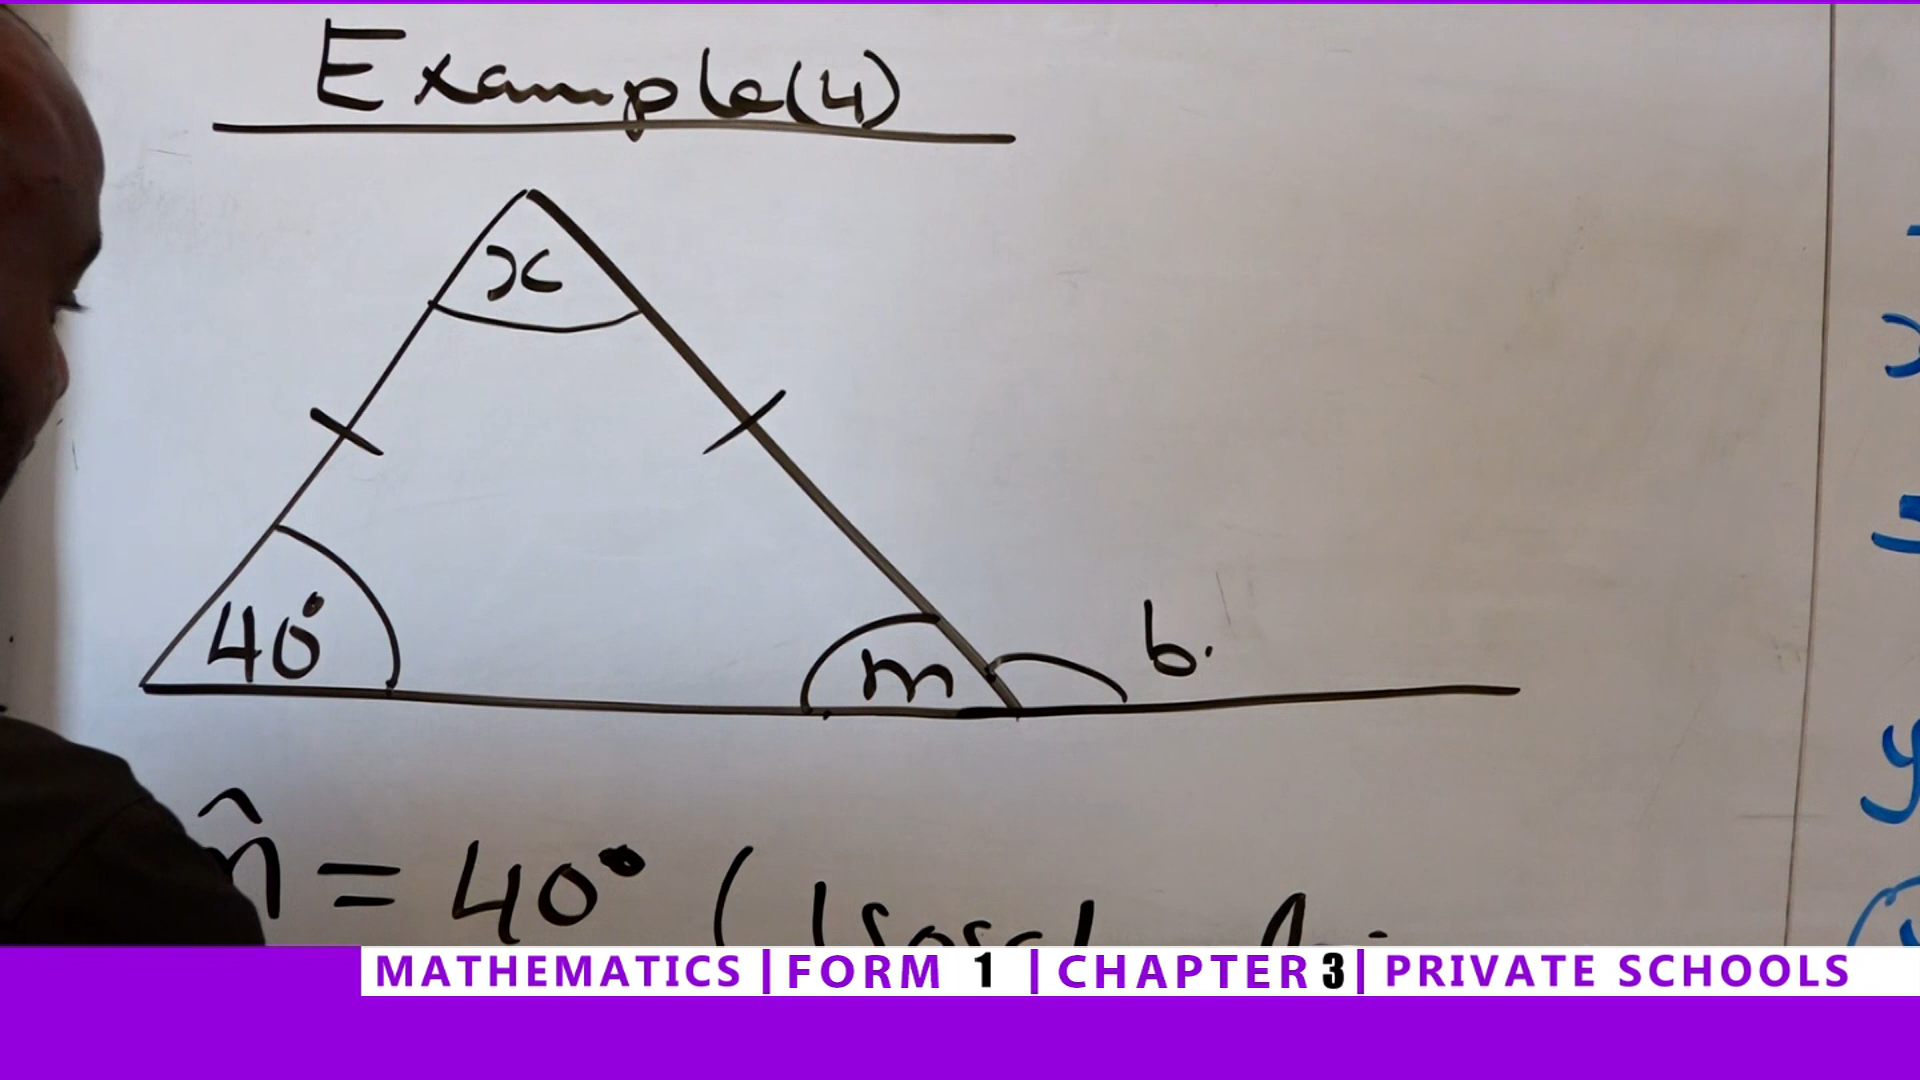 Example(4)
x
40°
m
b.
m̂ = 40° (
MATHEMATICS | FORM 1 | CHAPTER 3 | PRIVATE SCHOOLS